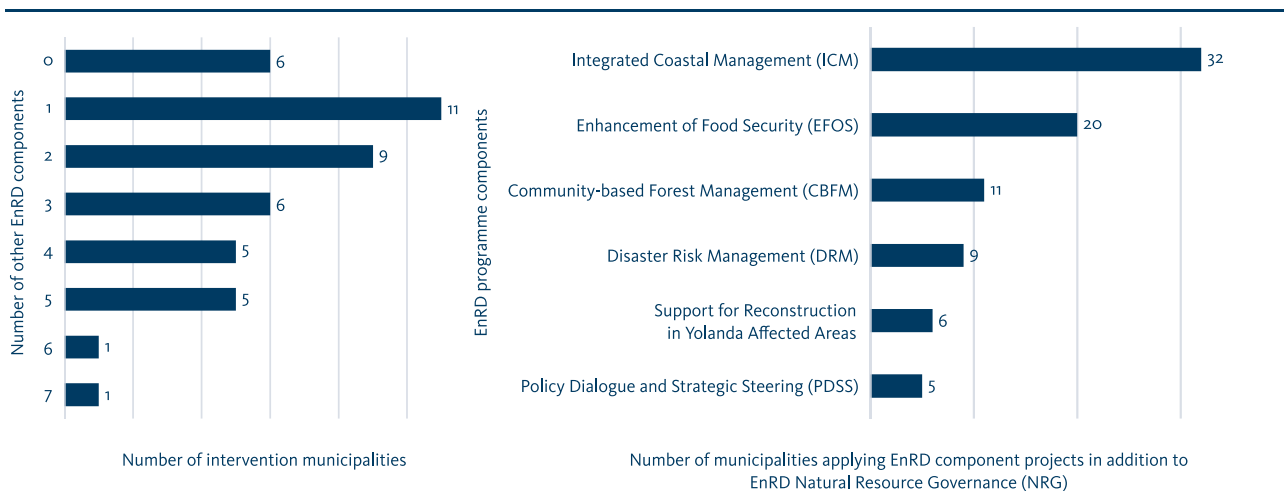 Number of other EnRD components
0
6
1
11
2
9
3
6
4
5
5
5
6
1
7
1
Number of intervention municipalities
EnRD programme components
Integrated Coastal Management (ICM)
32
Enhancement of Food Security (EFOS)
20
Community-based Forest Management (CBFM)
11
Disaster Risk Management (DRM)
9
Support for Reconstruction
in Yolanda Affected Areas
6
Policy Dialogue and Strategic Steering (PDSS)
5
Number of municipalities applying EnRD component projects in addition to
EnRD Natural Resource Governance (NRG)